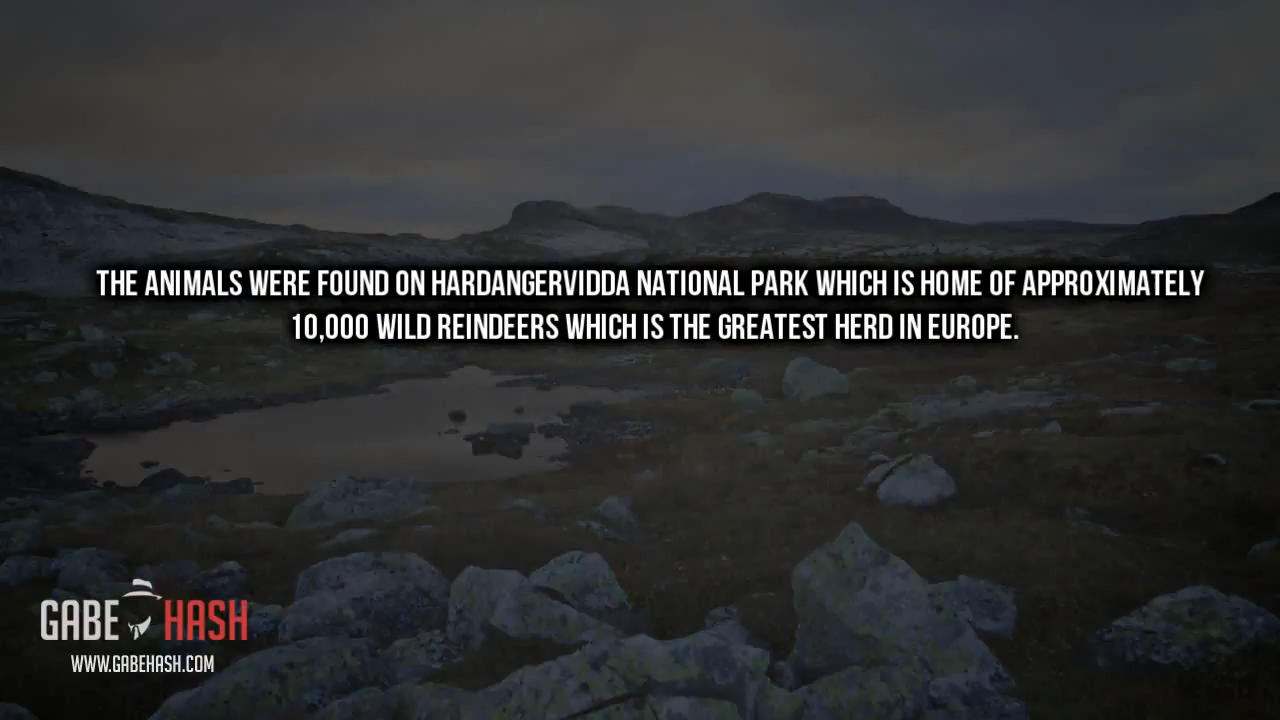 THE ANIMALS WERE FOUND ON HARDANGERVIDDA NATIONAL PARK WHICH IS HOME OF APPROXIMATELY
10,000 WILD REINDEERS WHICH IS THE GREATEST HERD IN EUROPE.
GABE HASH
WWW.GABEHASH.COM